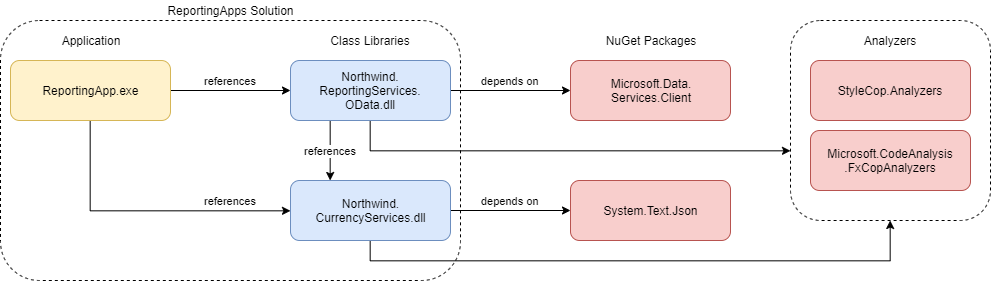 ReportingApps Solution
Application
Class Libraries
NuGet Packages
Analyzers
ReportingApp.exe
references
Northwind.
ReportingServices.
OData.dll
depends on
Microsoft.Data.
Services.Client
StyleCop.Analyzers
references
Microsoft.CodeAnalysis
.FxCopAnalyzers
references
Northwind.
CurrencyServices.dll
depends on
System.Text.Json